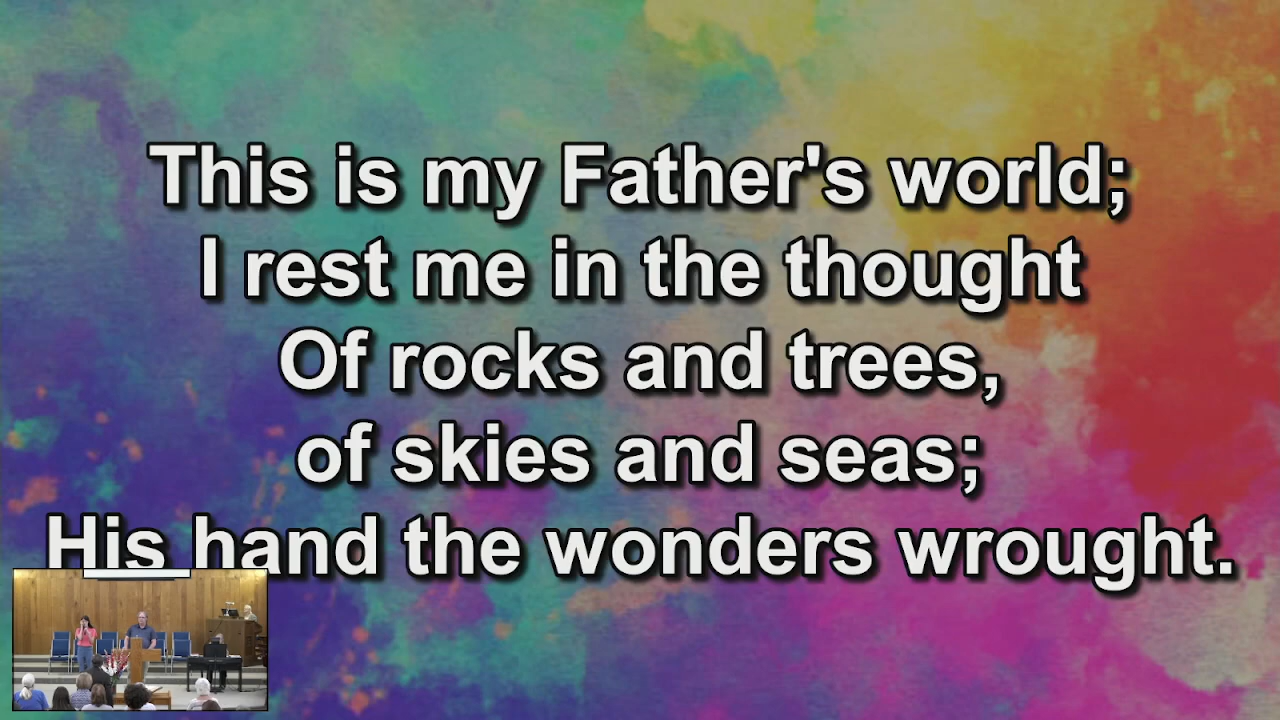 This is my Father's world;
I rest me in the thought
Of rocks and trees,
of skies and seas;
His hand the wonders wrought.